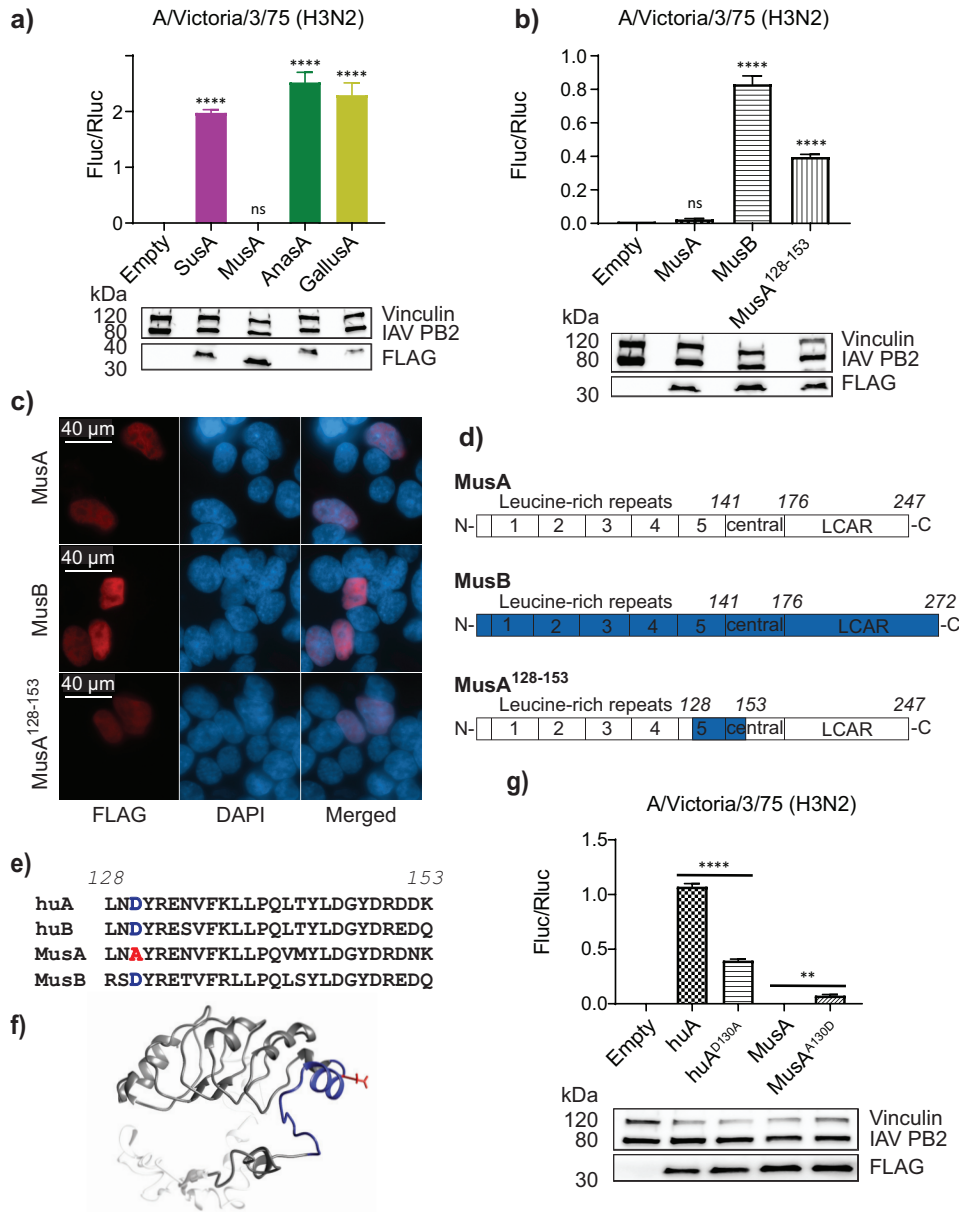 a)
A/Victoria/3/75 (H3N2)
Fluc/Rluc
2
1
0
****
ns
****
****
Empty
SusA
MusA
AnasA
GallusA
kDa
120
80
40
30
Vinculin
IAV PB2
FLAG
b)
A/Victoria/3/75 (H3N2)
Fluc/Rluc
1.0
0.8
0.6
0.4
0.2
0.0
ns
****
****
Empty
MusA
MusB
MusA128-153
kDa
120
80
30
Vinculin
IAV PB2
FLAG
c)
40 μm
MusA
40 μm
MusB
40 μm
MusA128-153
FLAG DAPI Merged
d)
MusA
Leucine-rich repeats 141 176 247
N- 1 2 3 4 5 central LCAR -C
MusB
Leucine-rich repeats 141 176 272
N- 1 2 3 4 5 central LCAR -C
MusA128-153
Leucine-rich repeats 128 153 247
N- 1 2 3 4 5 central LCAR -C
e)
128 153
huA LNDYRENVFKLLPQLTYLDGYDRDDK
huB LNDYRESVFKLLPQLTYLDGYDREDQ
MusA LNAYRENVFKLLPQVMYLDGYDRDNK
MusB RSDYRETVFRLLPQLSYLDGYDREDQ
f)
g)
A/Victoria/3/75 (H3N2)
Fluc/Rluc
1.5
1.0
0.5
0.0
****
**
Empty
huA
huAD130A
MusA
MusAA130D
kDa
120
80
30
Vinculin
IAV PB2
FLAG